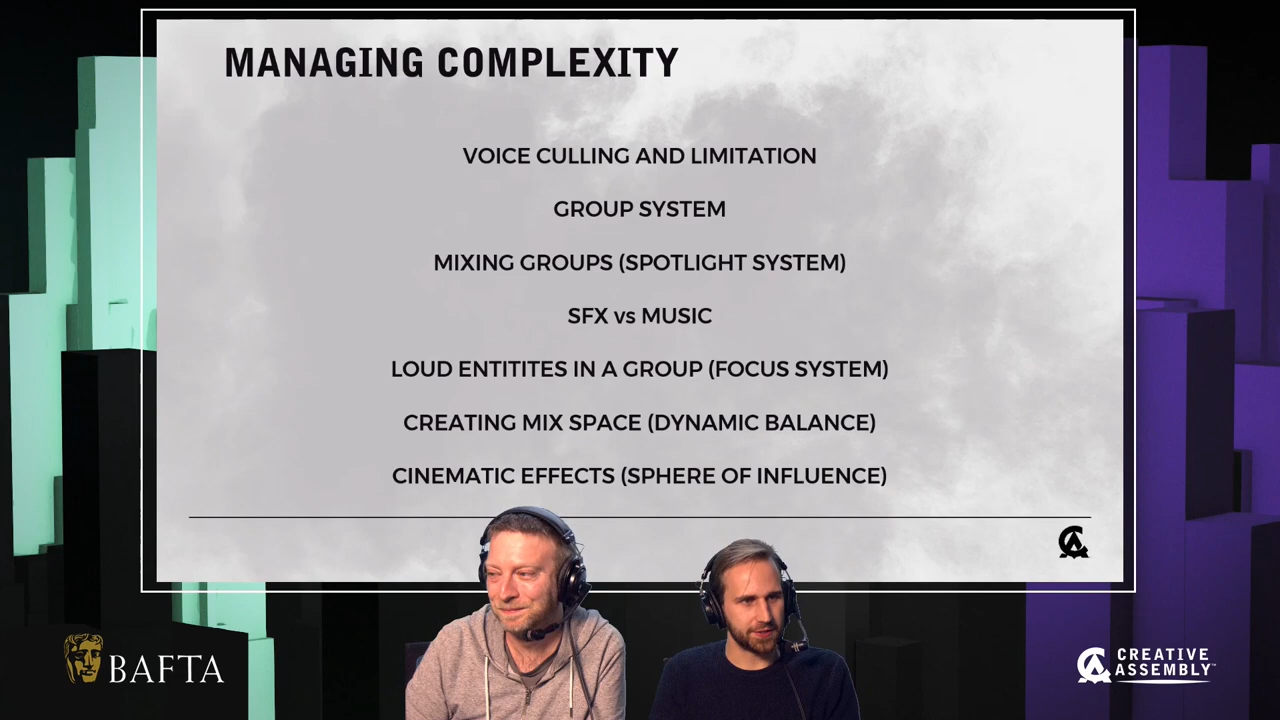 MANAGING COMPLEXITY
VOICE CULLING AND LIMITATION
GROUP SYSTEM
MIXING GROUPS (SPOTLIGHT SYSTEM)
SFX vs MUSIC
LOUD ENTITITES IN A GROUP (FOCUS SYSTEM)
CREATING MIX SPACE (DYNAMIC BALANCE)
CINEMATIC EFFECTS (SPHERE OF INFLUENCE)
BAFTA
CREATIVE
ASSEMBLY™